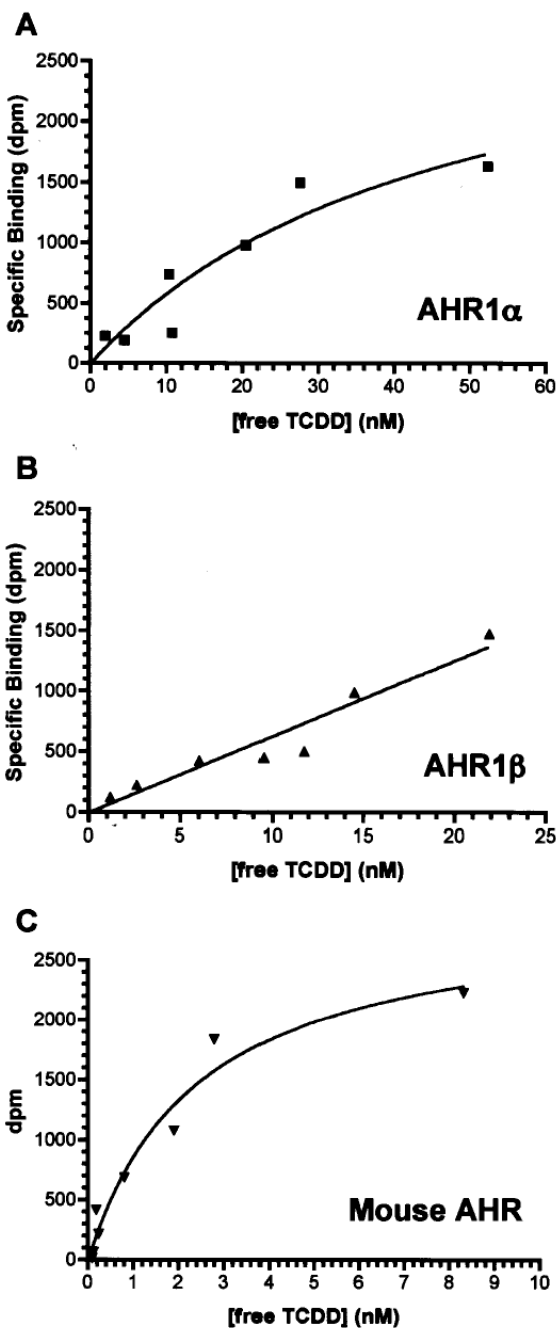 A
2500
2000
1500
1000
500
0
Specific Binding (dpm)
AHR1α
0 10 20 30 40 50 60
[free TCDD] (nM)
B
2500
2000
1500
1000
500
0
Specific Binding (dpm)
AHR1β
0 5 10 15 20 25
[free TCDD] (nM)
C
2500
2000
1500
1000
500
0
dpm
Mouse AHR
0 1 2 3 4 5 6 7 8 9 10
[free TCDD] (nM)